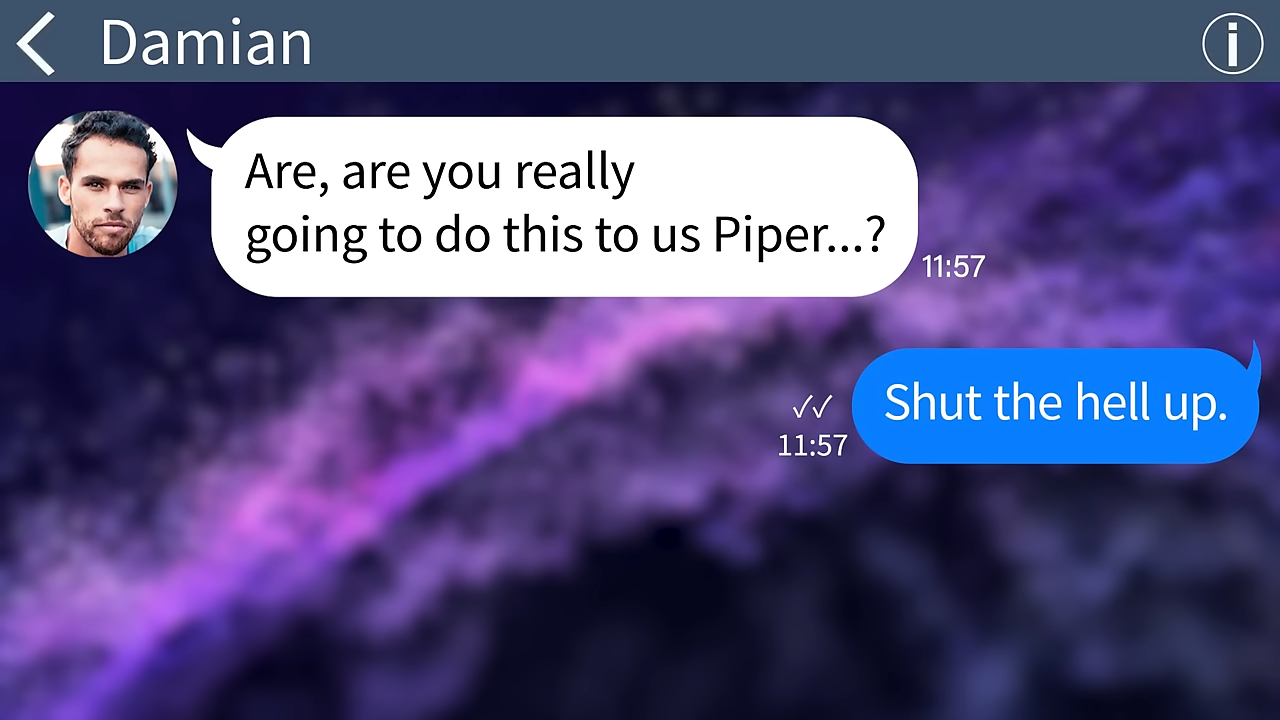 Damian
Are, are you really
going to do this to us Piper...?
11:57
Shut the hell up.
11:57